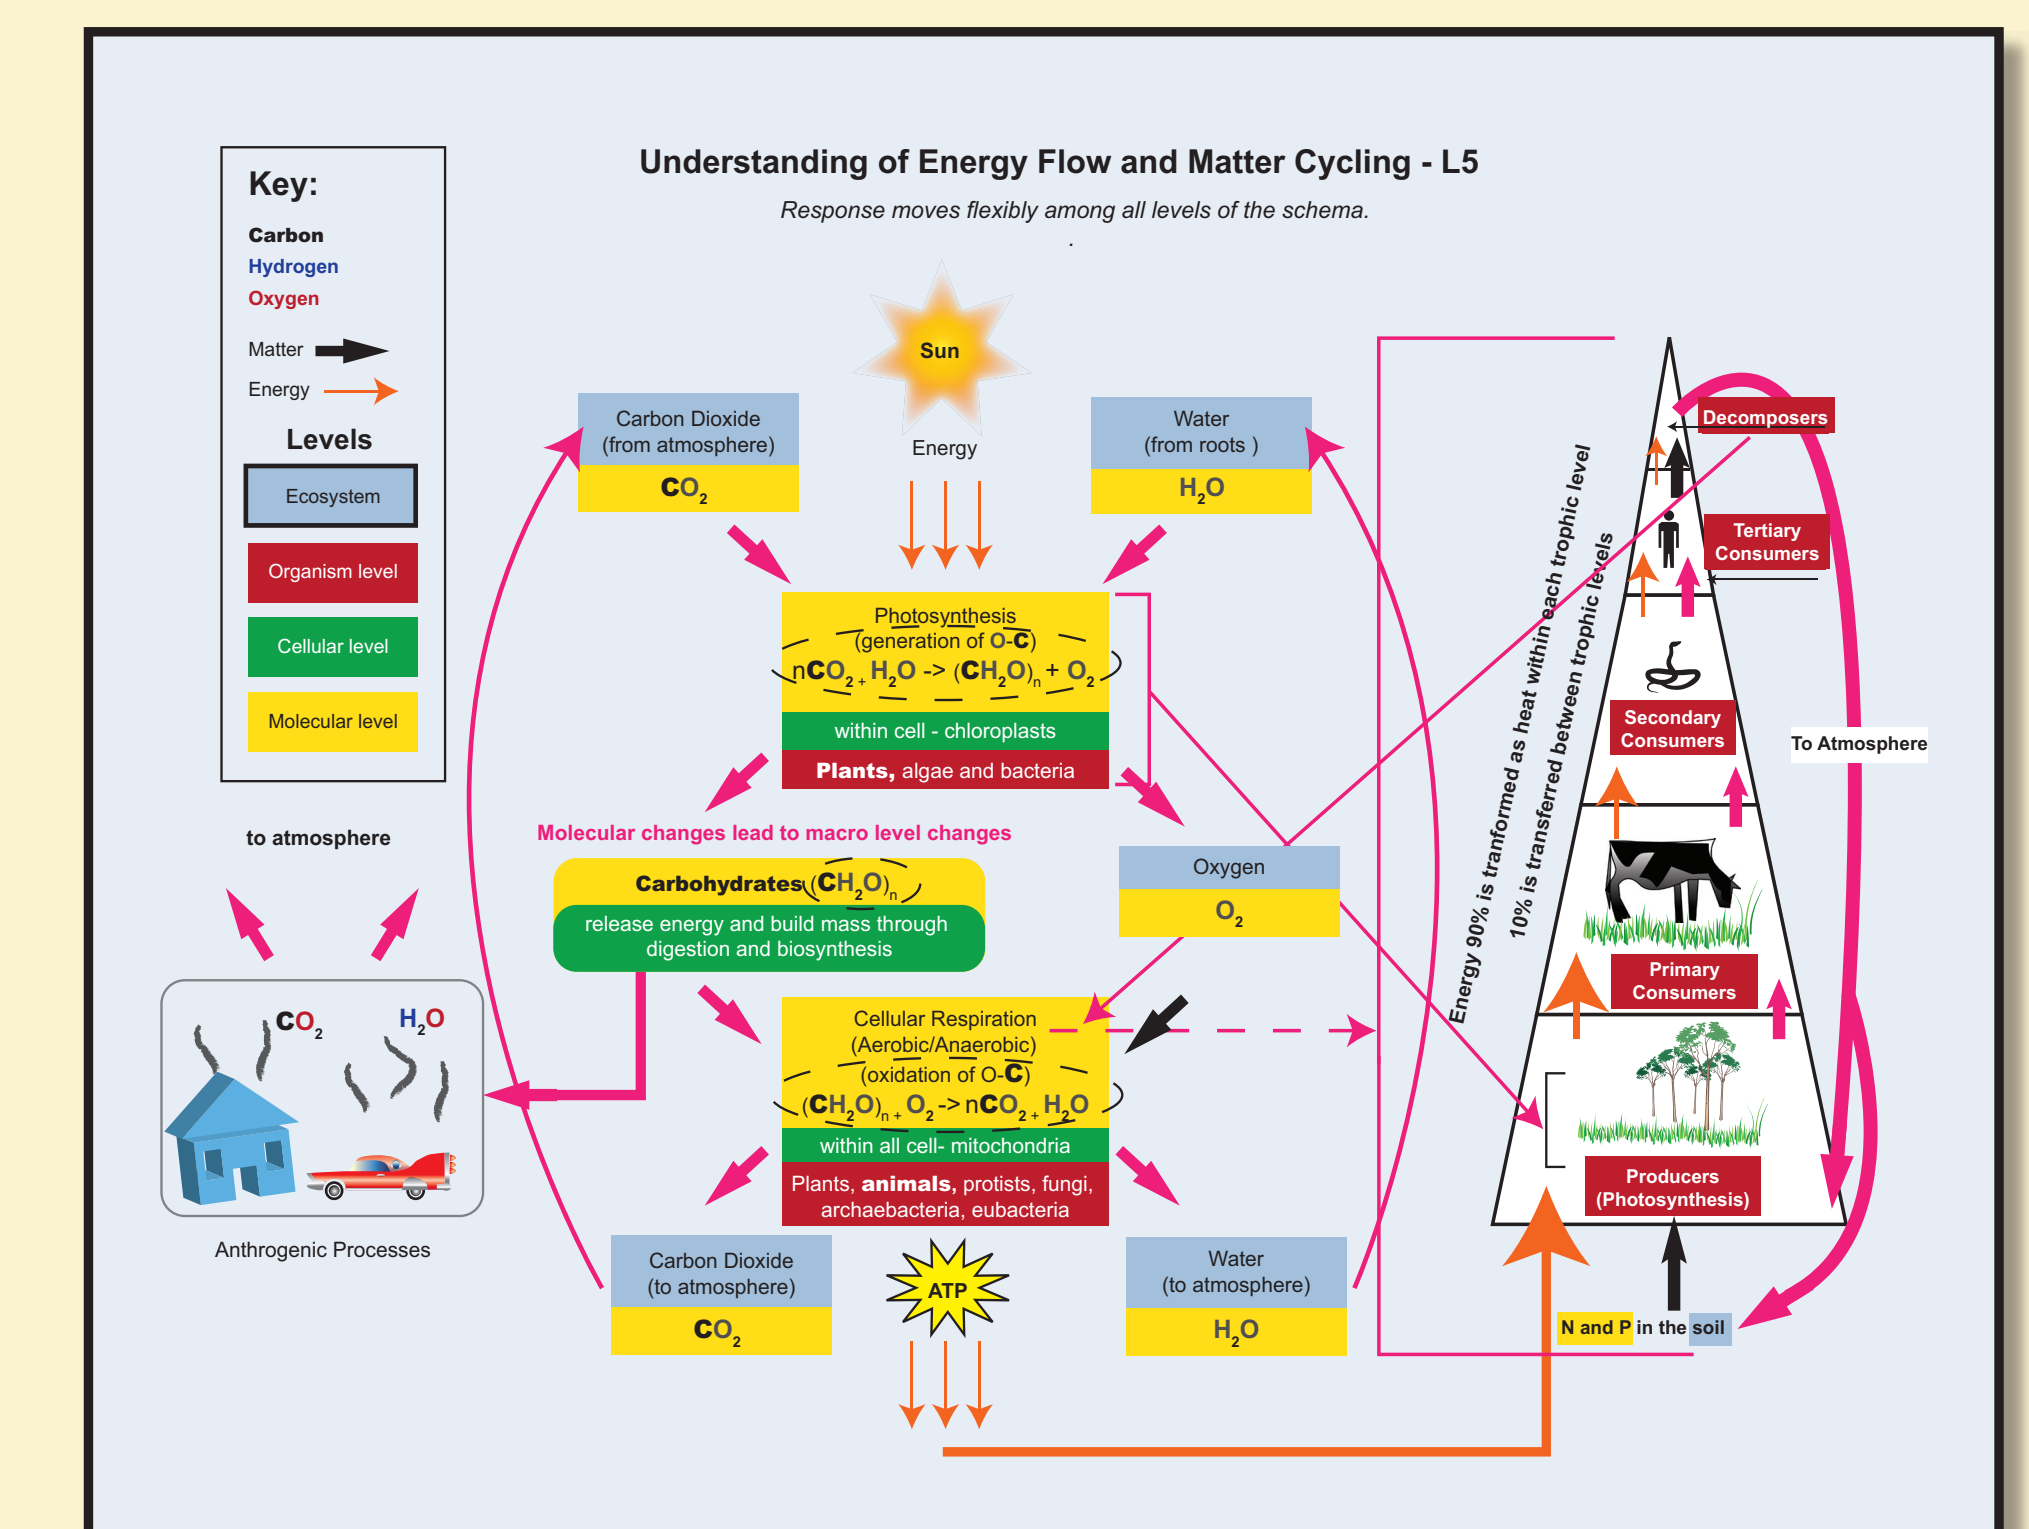 Understanding of Energy Flow and Matter Cycling - L5
Response moves flexibly among all levels of the schema.
.
Key:
Carbon
Hydrogen
Oxygen
Matter
Energy
Levels
Ecosystem
Organism level
Cellular level
Molecular level
Sun
Energy
Carbon Dioxide
(from atmosphere)
CO2
Water
(from roots )
H2O
Photosynthesis
(generation of O-C)
nCO2 + H2O -> (CH2O)n + O2
within cell - chloroplasts
Plants, algae and bacteria
Molecular changes lead to macro level changes
Carbohydrates (CH2O)n
release energy and build mass through
digestion and biosynthesis
Oxygen
O2
Cellular Respiration
(Aerobic/Anaerobic)
(oxidation of O-C)
(CH2O)n + O2 -> nCO2 + H2O
within all cell- mitochondria
Plants, animals, protists, fungi,
archaebacteria, eubacteria
Carbon Dioxide
(to atmosphere)
CO2
ATP
Water
(to atmosphere)
H2O
to atmosphere
CO2
H2O
Anthrogenic Processes
Energy 90% is tranformed as heat within each trophic level
10% is transferred between trophic levels
Decomposers
Tertiary
Consumers
Secondary
Consumers
To Atmosphere
Primary
Consumers
Producers
(Photosynthesis)
N and P in the soil